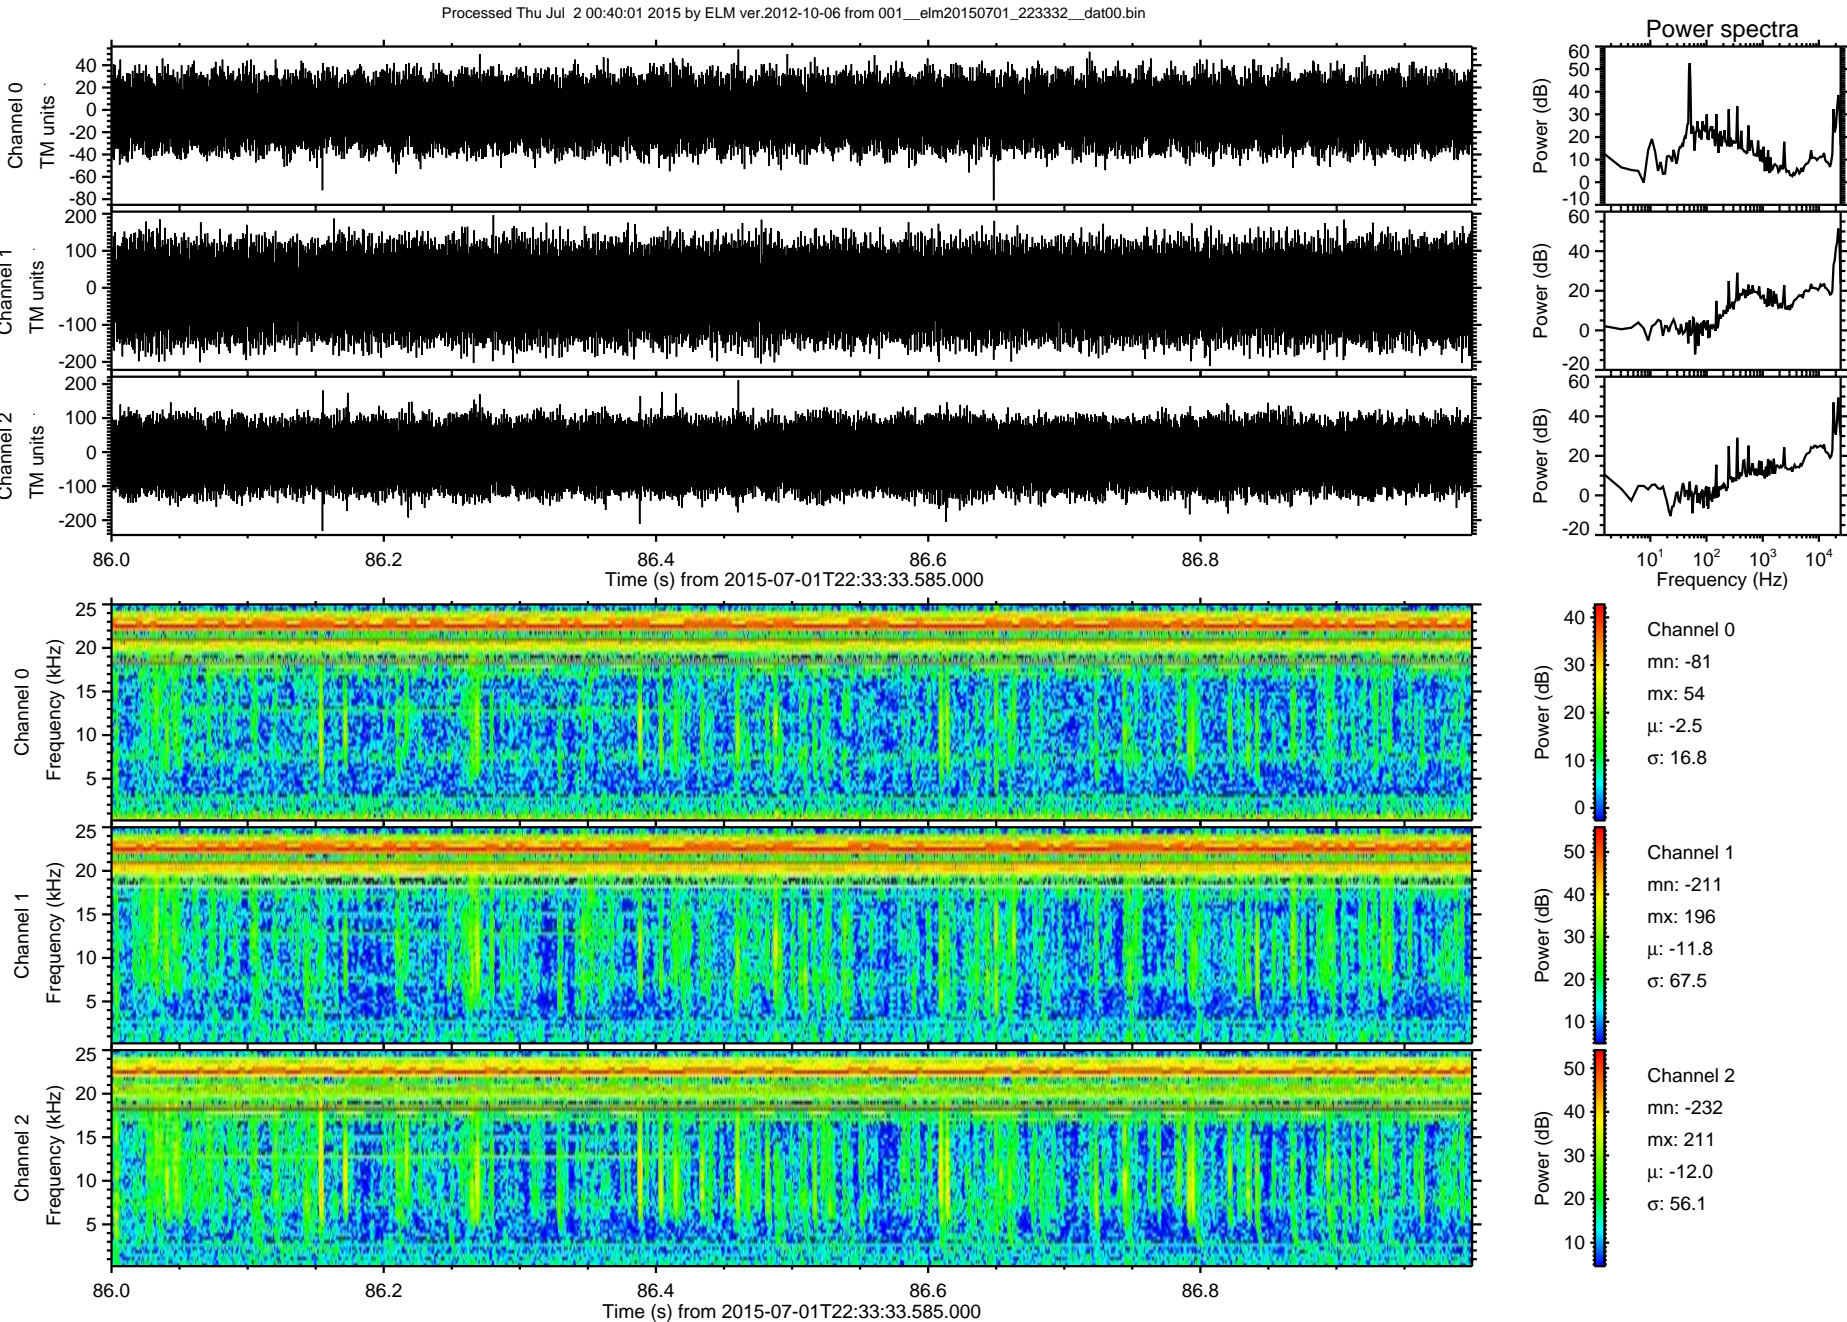 Processed Thu Jul 2 00:40:01 2015 by ELM ver.2012-10-06 from 001__elm20150701_223332__dat00.bin
Power spectra
Channel 0
TM units
40
20
0
-20
-40
-60
-80
Power (dB)
60
50
40
30
20
10
0
-10
Channel 1
TM units
200
100
0
-100
-200
Power (dB)
60
40
20
0
-20
Channel 2
TM units
200
100
0
-100
-200
Power (dB)
60
40
20
0
-20
86.0 86.2 86.4 86.6 86.8
Time (s) from 2015-07-01T22:33:33.585.000
10¹ 10² 10³ 10⁴
Frequency (Hz)
Channel 0
Frequency (kHz)
25
20
15
10
5
Power (dB)
40
30
20
10
0
Channel 0
mn: -81
mx: 54
μ: -2.5
σ: 16.8
Channel 1
Frequency (kHz)
25
20
15
10
5
Power (dB)
50
40
30
20
10
Channel 1
mn: -211
mx: 196
μ: -11.8
σ: 67.5
Channel 2
Frequency (kHz)
25
20
15
10
5
Power (dB)
50
40
30
20
10
Channel 2
mn: -232
mx: 211
μ: -12.0
σ: 56.1
86.0 86.2 86.4 86.6 86.8
Time (s) from 2015-07-01T22:33:33.585.000